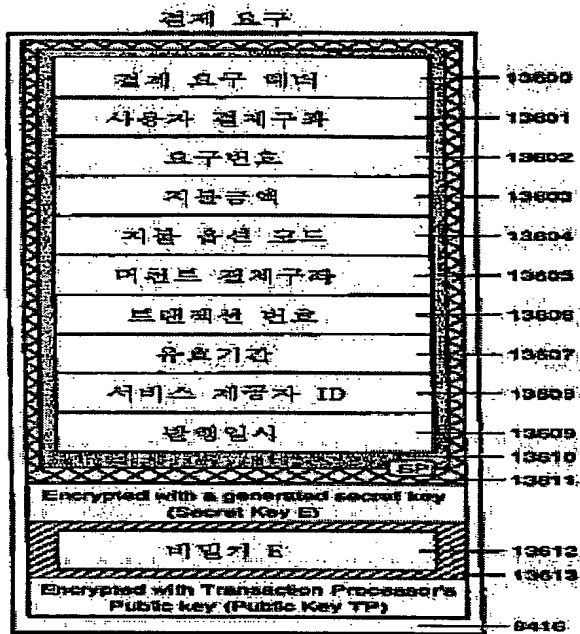 결제 요구
결제 요구 헤더
13600
사용자 결제구좌
13601
요구번호
13602
지불금액
13603
지불 옵션 코드
13604
머천트 결제구좌
13605
트랜잭션 번호
13606
유효기간
13607
서비스 제공자 ID
13608
발행일시
13609
13610
SP
13611
Encrypted with a generated secret key
(Secret Key E)
비밀키 E
13612
13613
Encrypted with Transaction Processor's
Public key (Public Key TP)
9416